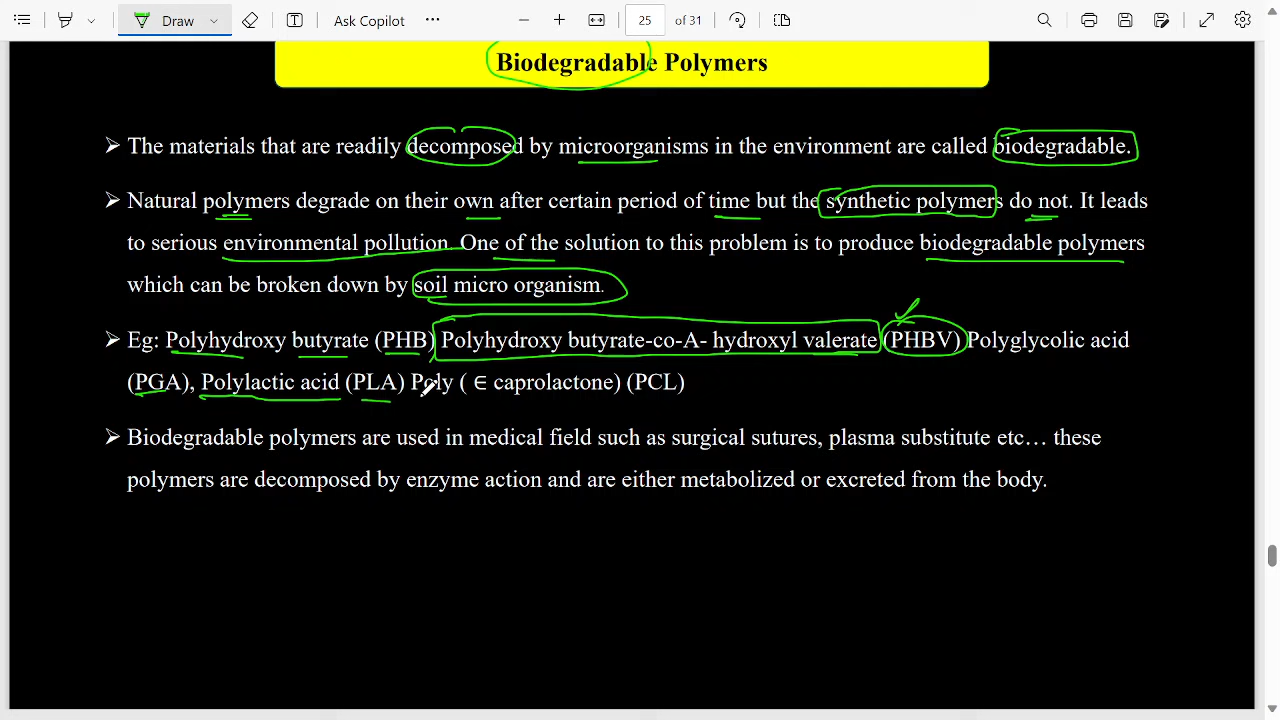 Draw
Ask Copilot
25 of 31
Biodegradable Polymers
➢ The materials that are readily decomposed by microorganisms in the environment are called biodegradable.
➢ Natural polymers degrade on their own after certain period of time but the synthetic polymers do not. It leads
to serious environmental pollution. One of the solution to this problem is to produce biodegradable polymers
which can be broken down by soil micro organism.
➢ Eg: Polyhydroxy butyrate (PHB) Polyhydroxy butyrate-co-A- hydroxyl valerate (PHBV) Polyglycolic acid
(PGA), Polylactic acid (PLA) Poly ( ∈ caprolactone) (PCL)
➢ Biodegradable polymers are used in medical field such as surgical sutures, plasma substitute etc… these
polymers are decomposed by enzyme action and are either metabolized or excreted from the body.